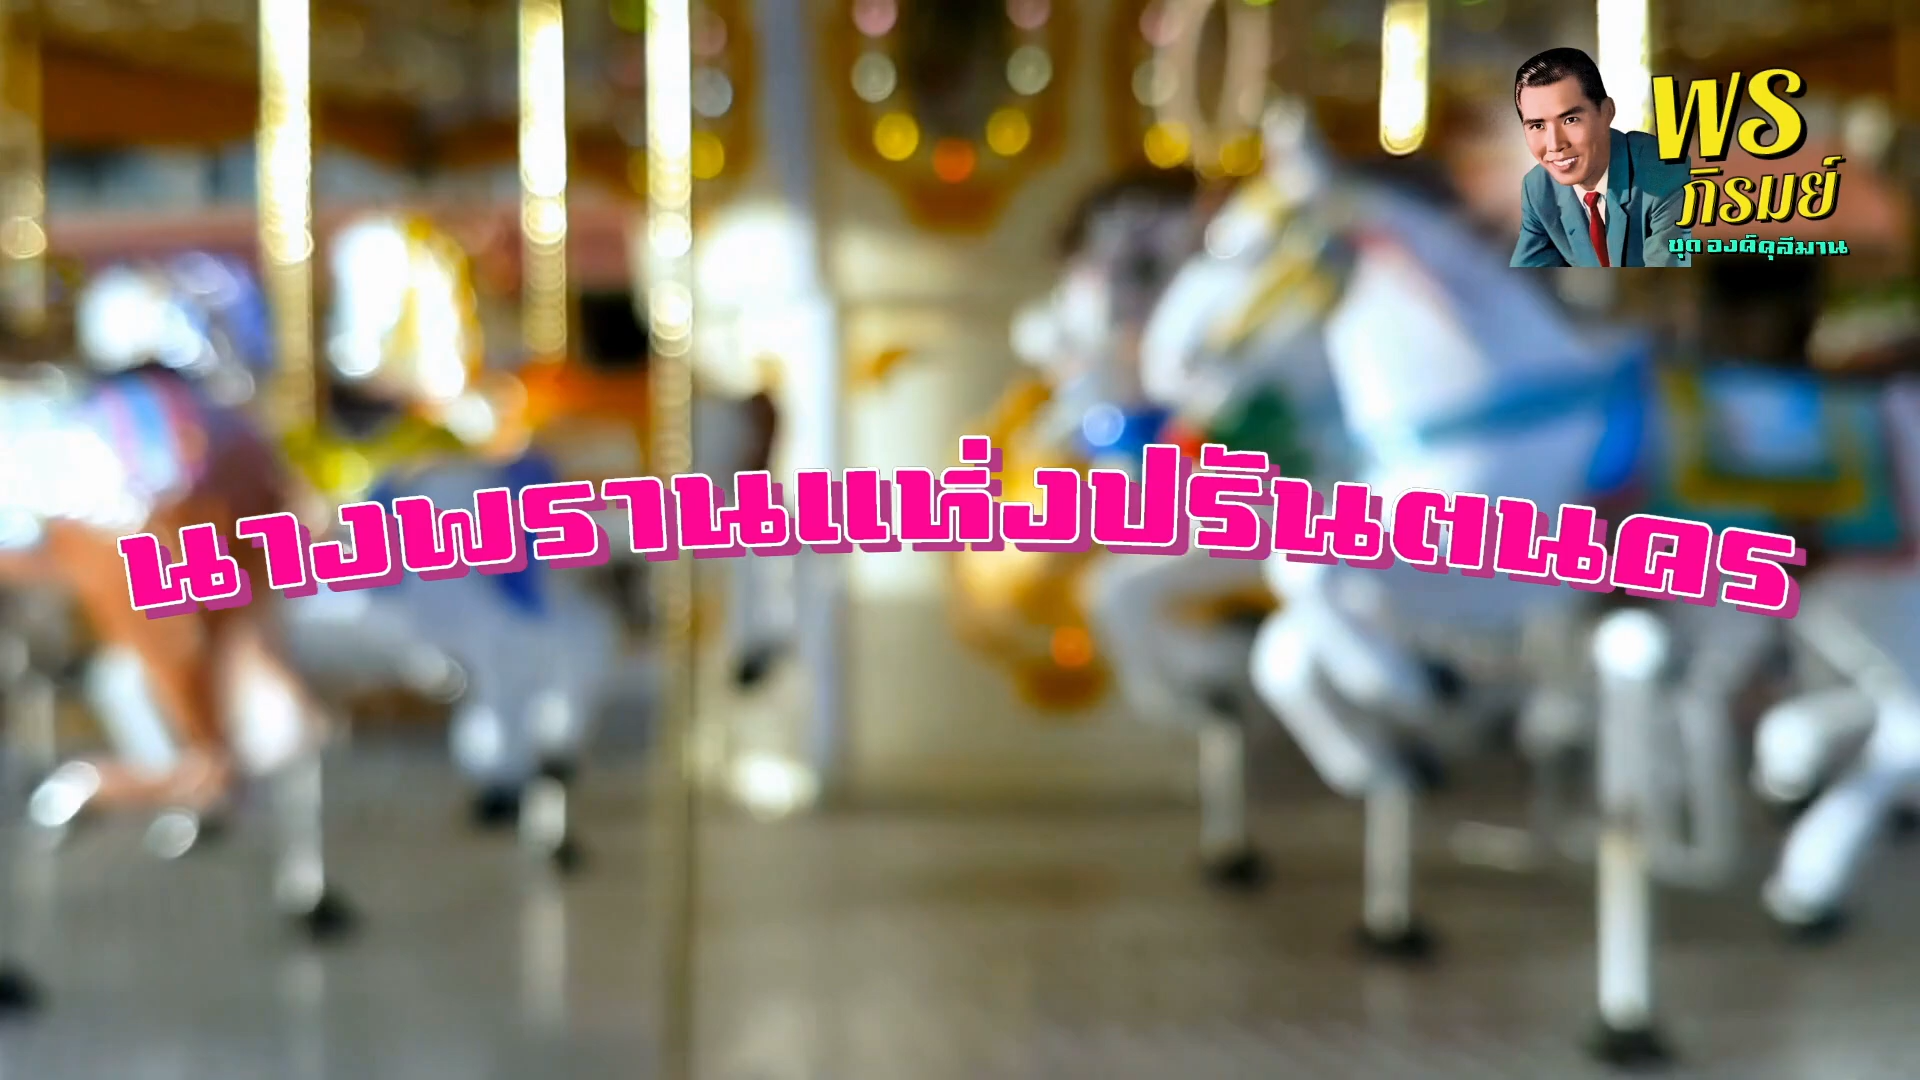 พร
ภิรมย์
ชุด องค์คุลีมาน
นางพรานแห่งปรันตนคร